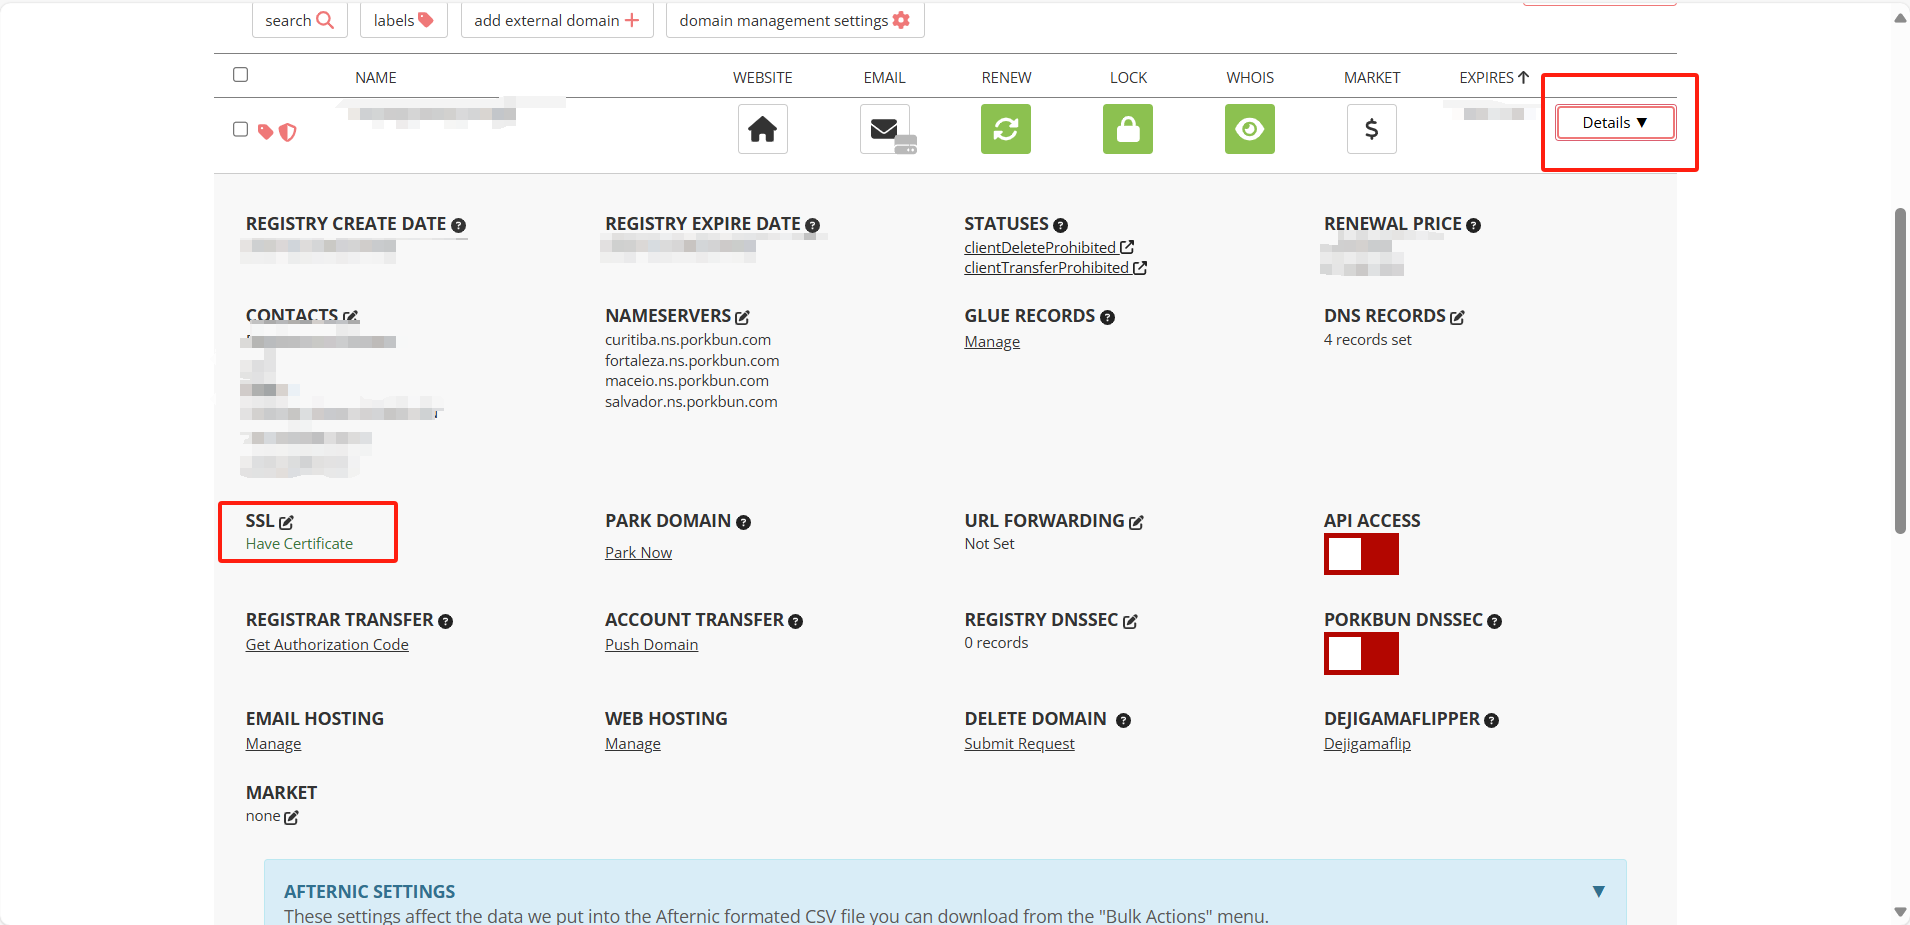 search
labels
add external domain
domain management settings
NAME
WEBSITE
EMAIL
RENEW
LOCK
WHOIS
MARKET
EXPIRES
$
Details ▼
REGISTRY CREATE DATE
REGISTRY EXPIRE DATE
STATUSES
clientDeleteProhibited
clientTransferProhibited
RENEWAL PRICE
CONTACTS
NAMESERVERS
curitiba.ns.porkbun.com
fortaleza.ns.porkbun.com
maceio.ns.porkbun.com
salvador.ns.porkbun.com
GLUE RECORDS
Manage
DNS RECORDS
4 records set
SSL
Have Certificate
PARK DOMAIN
Park Now
URL FORWARDING
Not Set
API ACCESS
REGISTRAR TRANSFER
Get Authorization Code
ACCOUNT TRANSFER
Push Domain
REGISTRY DNSSEC
0 records
PORKBUN DNSSEC
EMAIL HOSTING
Manage
WEB HOSTING
Manage
DELETE DOMAIN
Submit Request
DEJIGAMAFLIPPER
Dejigamaflip
MARKET
none
AFTERNIC SETTINGS
▼
These settings affect the data we put into the Afternic formated CSV file you can download from the "Bulk Actions" menu.